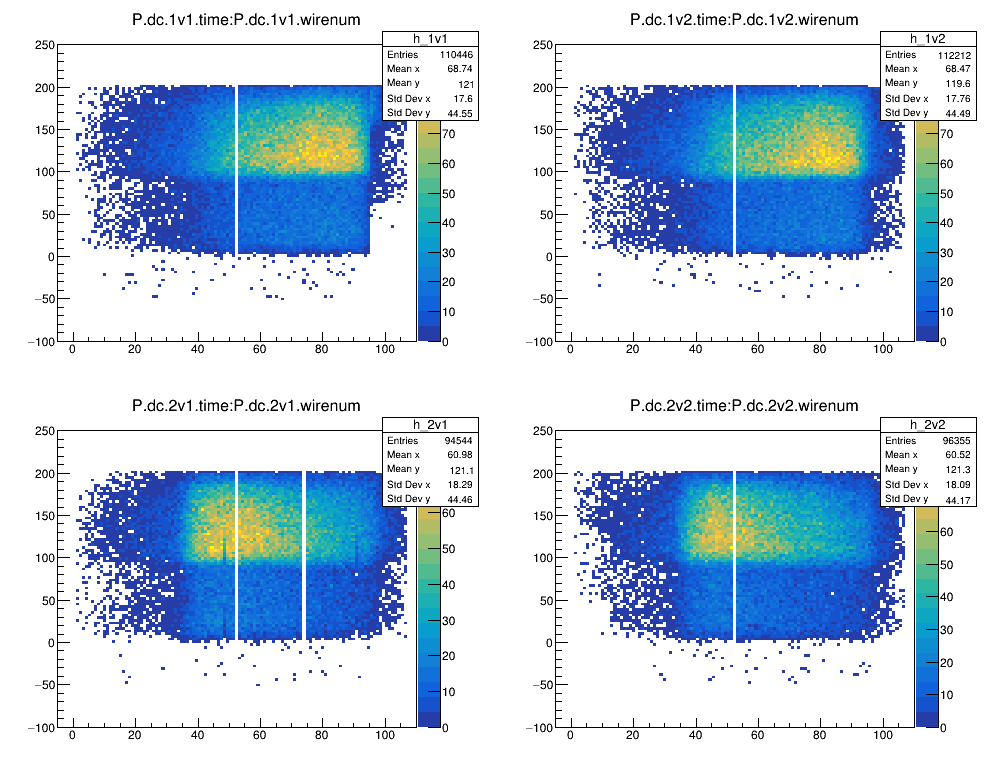 P.dc.1v1.time:P.dc.1v1.wirenum
h_1v1
Entries 110446
Mean x 68.74
Mean y 121
Std Dev x 17.6
Std Dev y 44.55
250
200
150
100
50
0
−50
−100
0 20 40 60 80 100
70
60
50
40
30
20
10
0
P.dc.1v2.time:P.dc.1v2.wirenum
h_1v2
Entries 112212
Mean x 68.47
Mean y 119.6
Std Dev x 17.76
Std Dev y 44.49
250
200
150
100
50
0
−50
−100
0 20 40 60 80 100
70
60
50
40
30
20
10
0
P.dc.2v1.time:P.dc.2v1.wirenum
h_2v1
Entries 94544
Mean x 60.98
Mean y 121.1
Std Dev x 18.29
Std Dev y 44.46
250
200
150
100
50
0
−50
−100
0 20 40 60 80 100
60
50
40
30
20
10
0
P.dc.2v2.time:P.dc.2v2.wirenum
h_2v2
Entries 96355
Mean x 60.52
Mean y 121.3
Std Dev x 18.09
Std Dev y 44.17
250
200
150
100
50
0
−50
−100
0 20 40 60 80 100
60
50
40
30
20
10
0